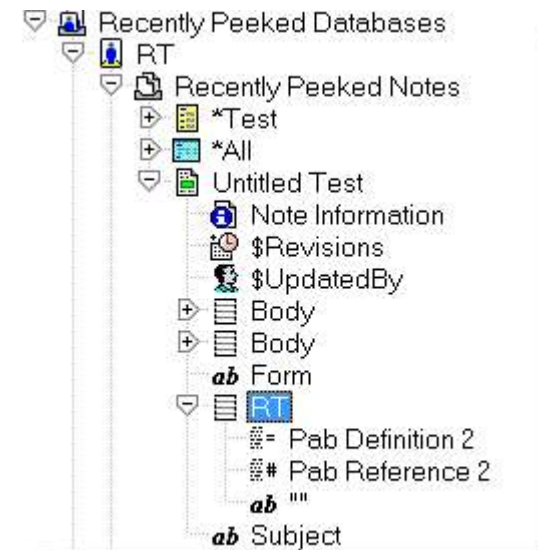 Recently Peeked Databases
RT
Recently Peeked Notes
*Test
*All
Untitled Test
Note Information
$Revisions
$UpdatedBy
Body
Body
ab Form
RT
= Pab Definition 2
# Pab Reference 2
ab ""
ab Subject